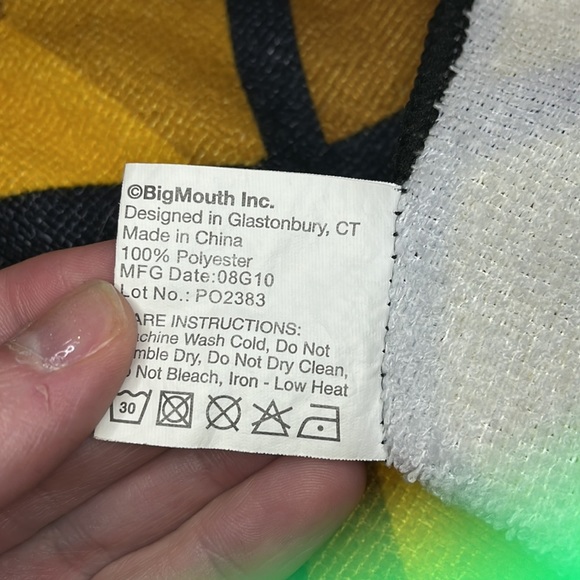 ©BigMouth Inc.
Designed in Glastonbury, CT
Made in China
100% Polyester
MFG Date:08G10
Lot No.: PO2383
ARE INSTRUCTIONS:
chine Wash Cold, Do Not
mble Dry, Do Not Dry Clean,
Not Bleach, Iron - Low Heat
30